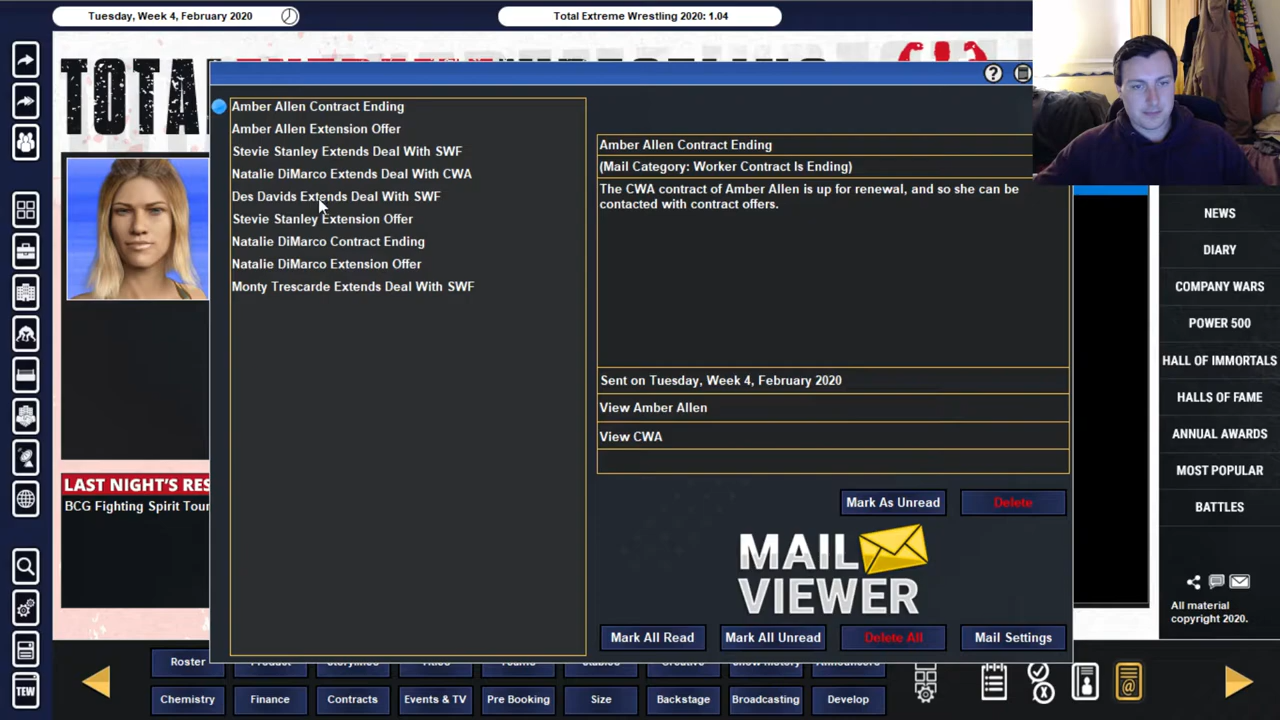 Tuesday, Week 4, February 2020
Total Extreme Wrestling 2020: 1.04
Amber Allen Contract Ending
Amber Allen Extension Offer
Stevie Stanley Extends Deal With SWF
Natalie DiMarco Extends Deal With CWA
Des Davids Extends Deal With SWF
Stevie Stanley Extension Offer
Natalie DiMarco Contract Ending
Natalie DiMarco Extension Offer
Monty Trescarde Extends Deal With SWF
Amber Allen Contract Ending
(Mail Category: Worker Contract Is Ending)
The CWA contract of Amber Allen is up for renewal, and so she can be
contacted with contract offers.
Sent on Tuesday, Week 4, February 2020
View Amber Allen
View CWA
Mark As Unread
Delete
MAIL
VIEWER
Mark All Read
Mark All Unread
Delete All
Mail Settings
LAST NIGHT'S RES
BCG Fighting Spirit Tour
NEWS
DIARY
COMPANY WARS
POWER 500
HALL OF IMMORTALS
HALLS OF FAME
ANNUAL AWARDS
MOST POPULAR
BATTLES
All material
copyright 2020.
TEW
Roster
Chemistry
Finance
Contracts
Events & TV
Pre Booking
Size
Backstage
Broadcasting
Develop